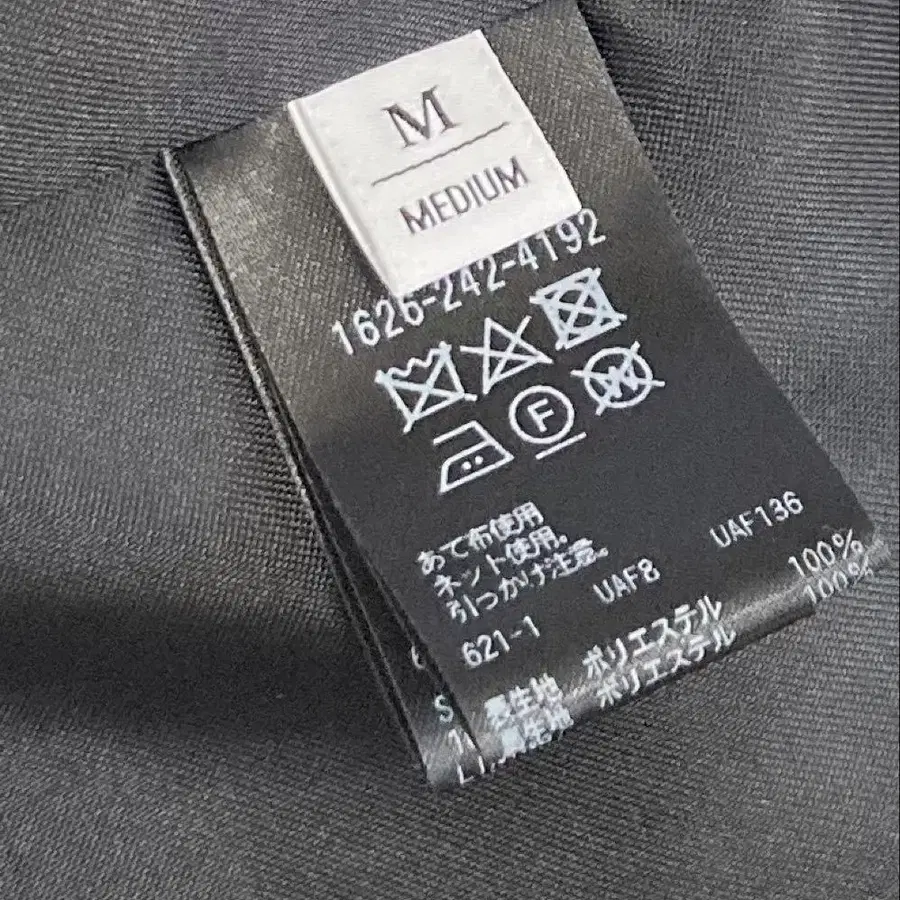 M
MEDIUM
1626-242-4192
F
W
あて布使用
ネット使用。
引っかけ注意。
621-1 UAF8 UAF136
表生地 ポリエステル 100%
裏生地 ポリエステル 100%
S